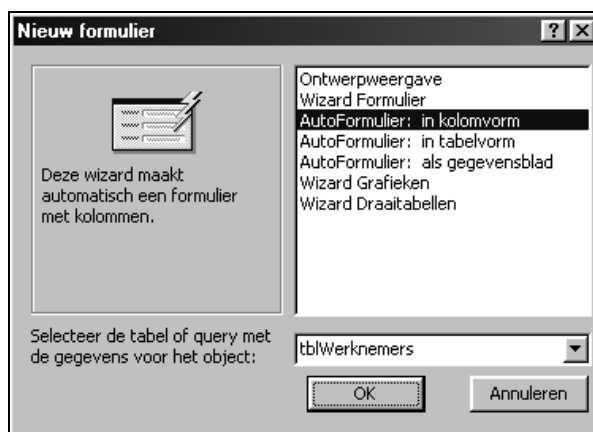 Nieuw formulier
Deze wizard maakt
automatisch een formulier
met kolommen.
Ontwerpweergave
Wizard Formulier
AutoFormulier: in kolomvorm
AutoFormulier: in tabelvorm
AutoFormulier: als gegevensblad
Wizard Grafieken
Wizard Draaitabellen
Selecteer de tabel of query met
de gegevens voor het object:
tblWerknemers
OK
Annuleren